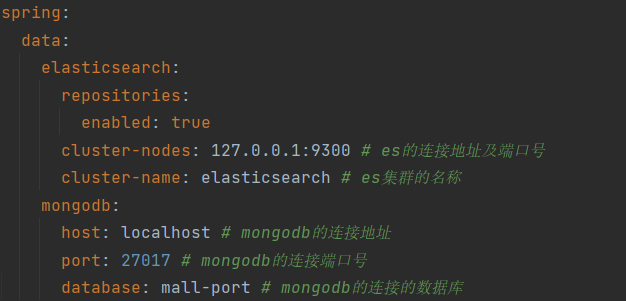 spring:
data:
elasticsearch:
repositories:
enabled: true
cluster-nodes: 127.0.0.1:9300 # es的连接地址及端口号
cluster-name: elasticsearch # es集群的名称
mongodb:
host: localhost # mongodb的连接地址
port: 27017 # mongodb的连接端口号
database: mall-port # mongodb的连接的数据库